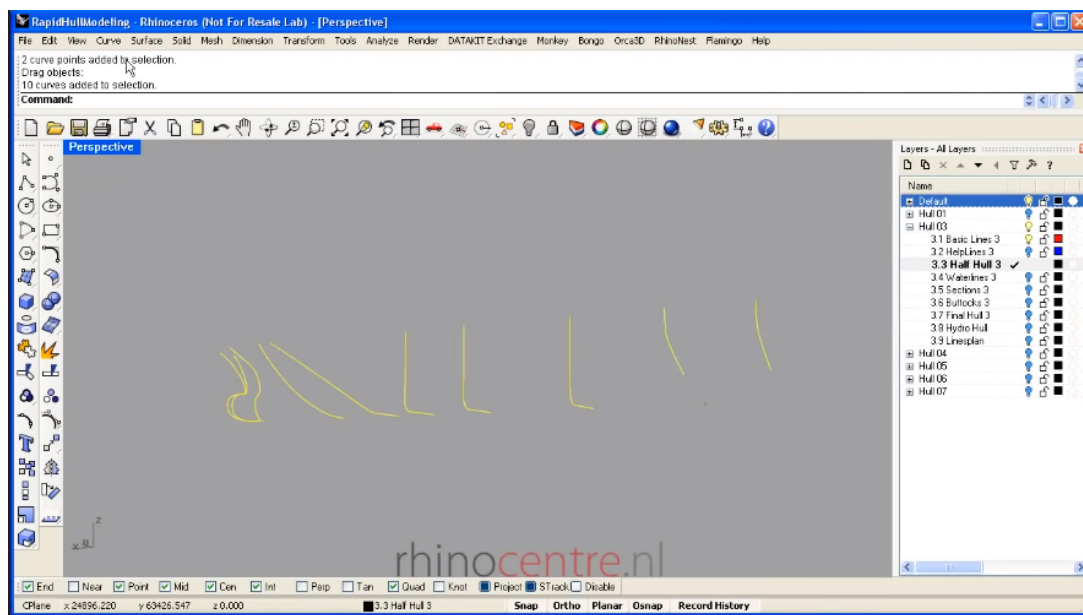 RapidHullModeling - Rhinoceros (Not For Resale Lab) - [Perspective]
File Edit View Curve Surface Solid Mesh Dimension Transform Tools Analyze Render DATAKIT Exchange Monkey Bongo Orca3D RhinoNest Flamingo Help
2 curve points added to selection.
Drag objects:
10 curves added to selection.
Command:
Perspective
Layers - All Layers
Name
Default
Hull 01
Hull 03
3.1 Basic Lines 3
3.2 HelpLines 3
3.3 Half Hull 3
3.4 Waterlines 3
3.5 Sections 3
3.6 Buttocks 3
3.7 Final Hull 3
3.8 Hydro Hull
3.9 Linesplan
Hull 04
Hull 05
Hull 06
Hull 07
z
x y
rhinocentre.nl
End Near Point Mid Cen Int Perp Tan Quad Knot Project STrack Disable
CPlane x 24896.220 y 63426.547 z 0.000 3.3 Half Hull 3 Snap Ortho Planar Osnap Record History